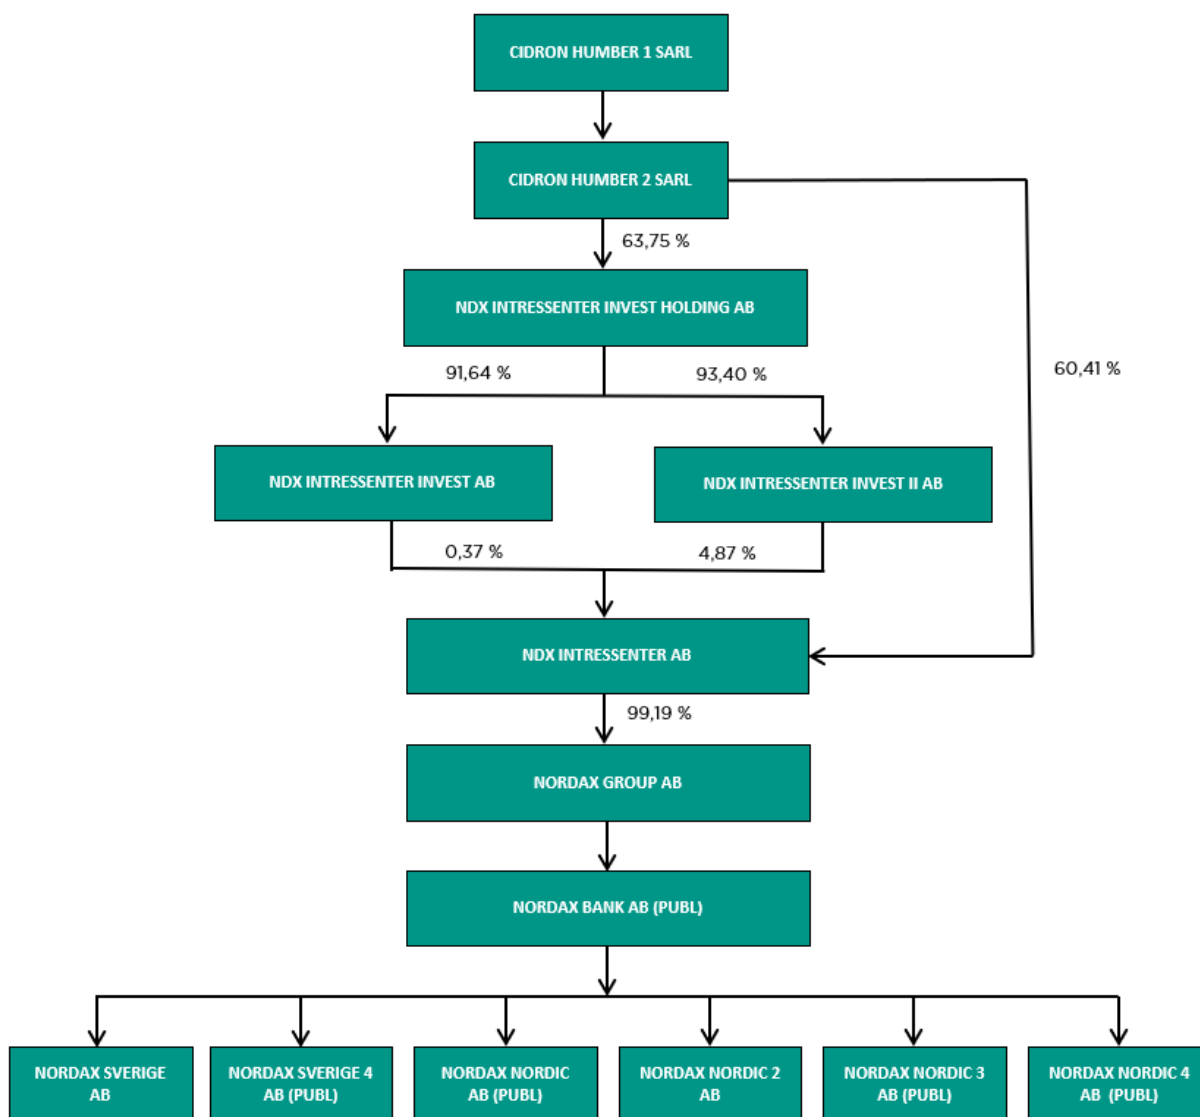 CIDRON HUMBER 1 SARL
CIDRON HUMBER 2 SARL
63,75 %
NDX INTRESSENTER INVEST HOLDING AB
91,64 %
93,40 %
60,41 %
NDX INTRESSENTER INVEST AB
NDX INTRESSENTER INVEST II AB
0,37 %
4,87 %
NDX INTRESSENTER AB
99,19 %
NORDAX GROUP AB
NORDAX BANK AB (PUBL)
NORDAX SVERIGE
AB
NORDAX SVERIGE 4
AB (PUBL)
NORDAX NORDIC
AB (PUBL)
NORDAX NORDIC 2
AB
NORDAX NORDIC 3
AB (PUBL)
NORDAX NORDIC 4
AB (PUBL)